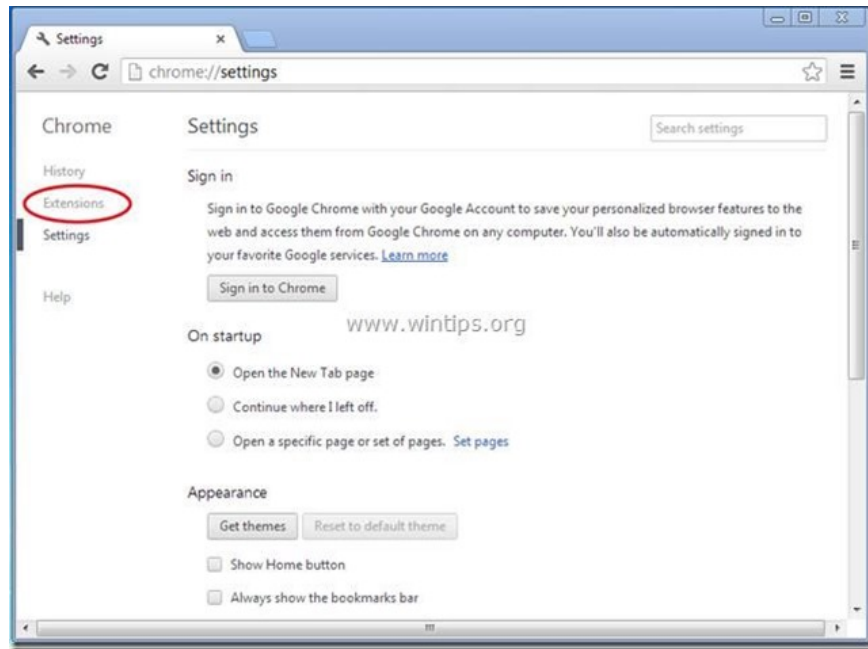 Settings
chrome://settings
Chrome
Settings
Search settings
History
Extensions
Settings
Help
Sign in
Sign in to Google Chrome with your Google Account to save your personalized browser features to the
web and access them from Google Chrome on any computer. You'll also be automatically signed in to
your favorite Google services. Learn more
Sign in to Chrome
www.wintips.org
On startup
Open the New Tab page
Continue where I left off.
Open a specific page or set of pages. Set pages
Appearance
Get themes
Reset to default theme
Show Home button
Always show the bookmarks bar